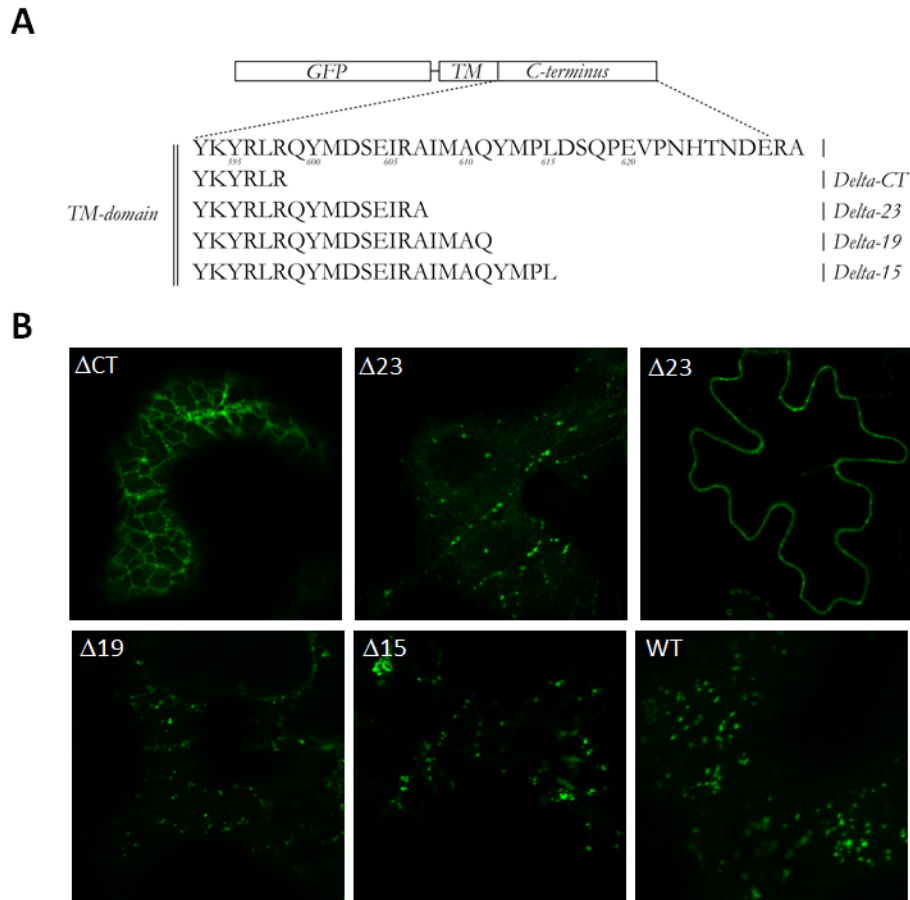 A
GFP TM C-terminus
YKYRLRQYMDSEIRAIMAQYMPLDSQPEVPNHTNDERA
595 600 605 610 615 620
YKYRLR Delta-CT
YKYRLRQYMDSEIRA Delta-23
TM-domain
YKYRLRQYMDSEIRAIMAQ Delta-19
YKYRLRQYMDSEIRAIMAQYMPL Delta-15
B
ΔCT Δ23 Δ23
Δ19 Δ15 WT